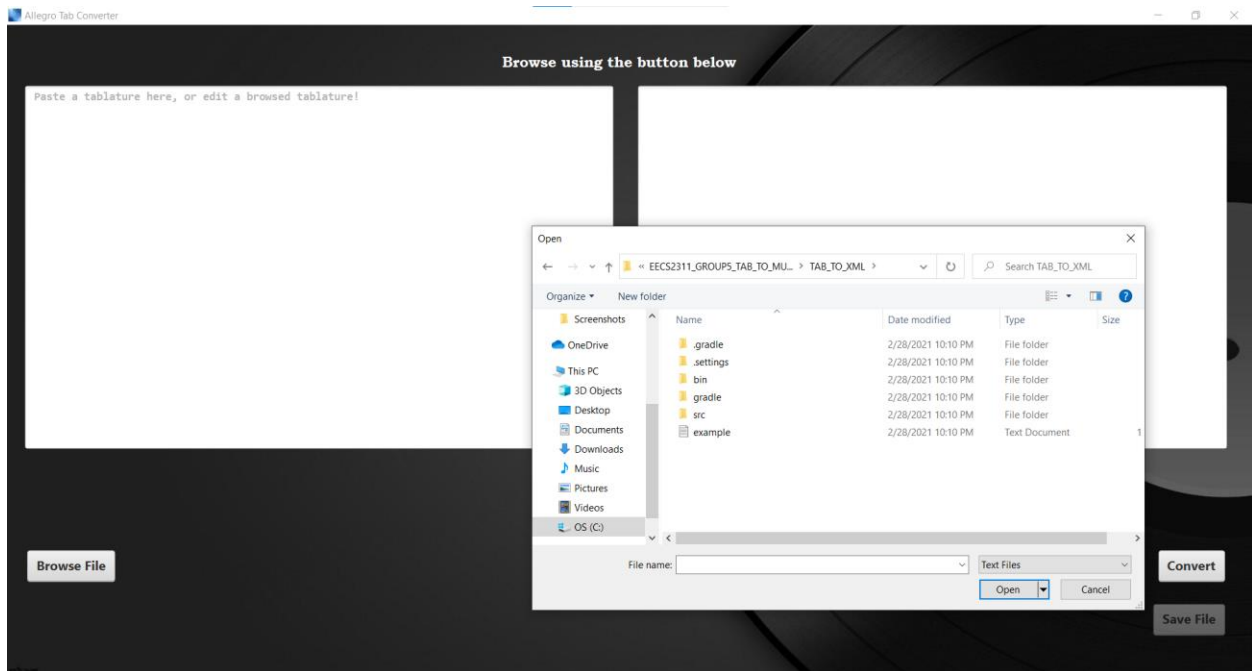 Allegro Tab Converter
Browse using the button below
Paste a tablature here, or edit a browsed tablature!
Open
« EECS2311_GROUP5_TAB_TO_MU... > TAB_TO_XML >
Search TAB_TO_XML
Organize
New folder
Name
Date modified
Type
Size
Screenshots
OneDrive
This PC
3D Objects
Desktop
Documents
Downloads
Music
Pictures
Videos
OS (C:)
.gradle 2/28/2021 10:10 PM File folder
.settings 2/28/2021 10:10 PM File folder
bin 2/28/2021 10:10 PM File folder
gradle 2/28/2021 10:10 PM File folder
src 2/28/2021 10:10 PM File folder
example 2/28/2021 10:10 PM Text Document 1
File name:
Text Files
Open
Cancel
Browse File
Convert
Save File